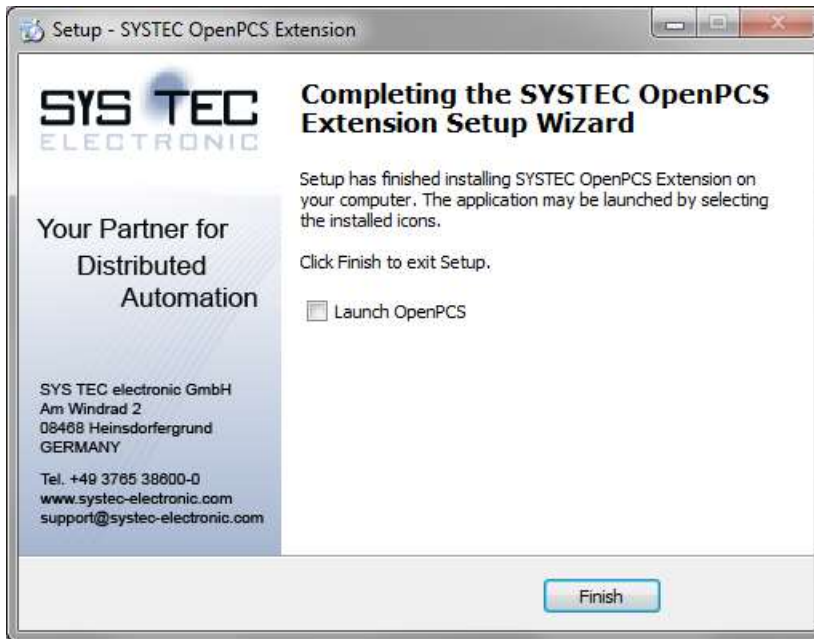 Setup - SYSTEC OpenPCS Extension
SYS TEC
ELECTRONIC
Your Partner for
Distributed
Automation
SYS TEC electronic GmbH
Am Windrad 2
08468 Heinsdorfergrund
GERMANY
Tel. +49 3765 38600-0
www.systec-electronic.com
support@systec-electronic.com
Completing the SYSTEC OpenPCS
Extension Setup Wizard
Setup has finished installing SYSTEC OpenPCS Extension on
your computer. The application may be launched by selecting
the installed icons.
Click Finish to exit Setup.
Launch OpenPCS
Finish